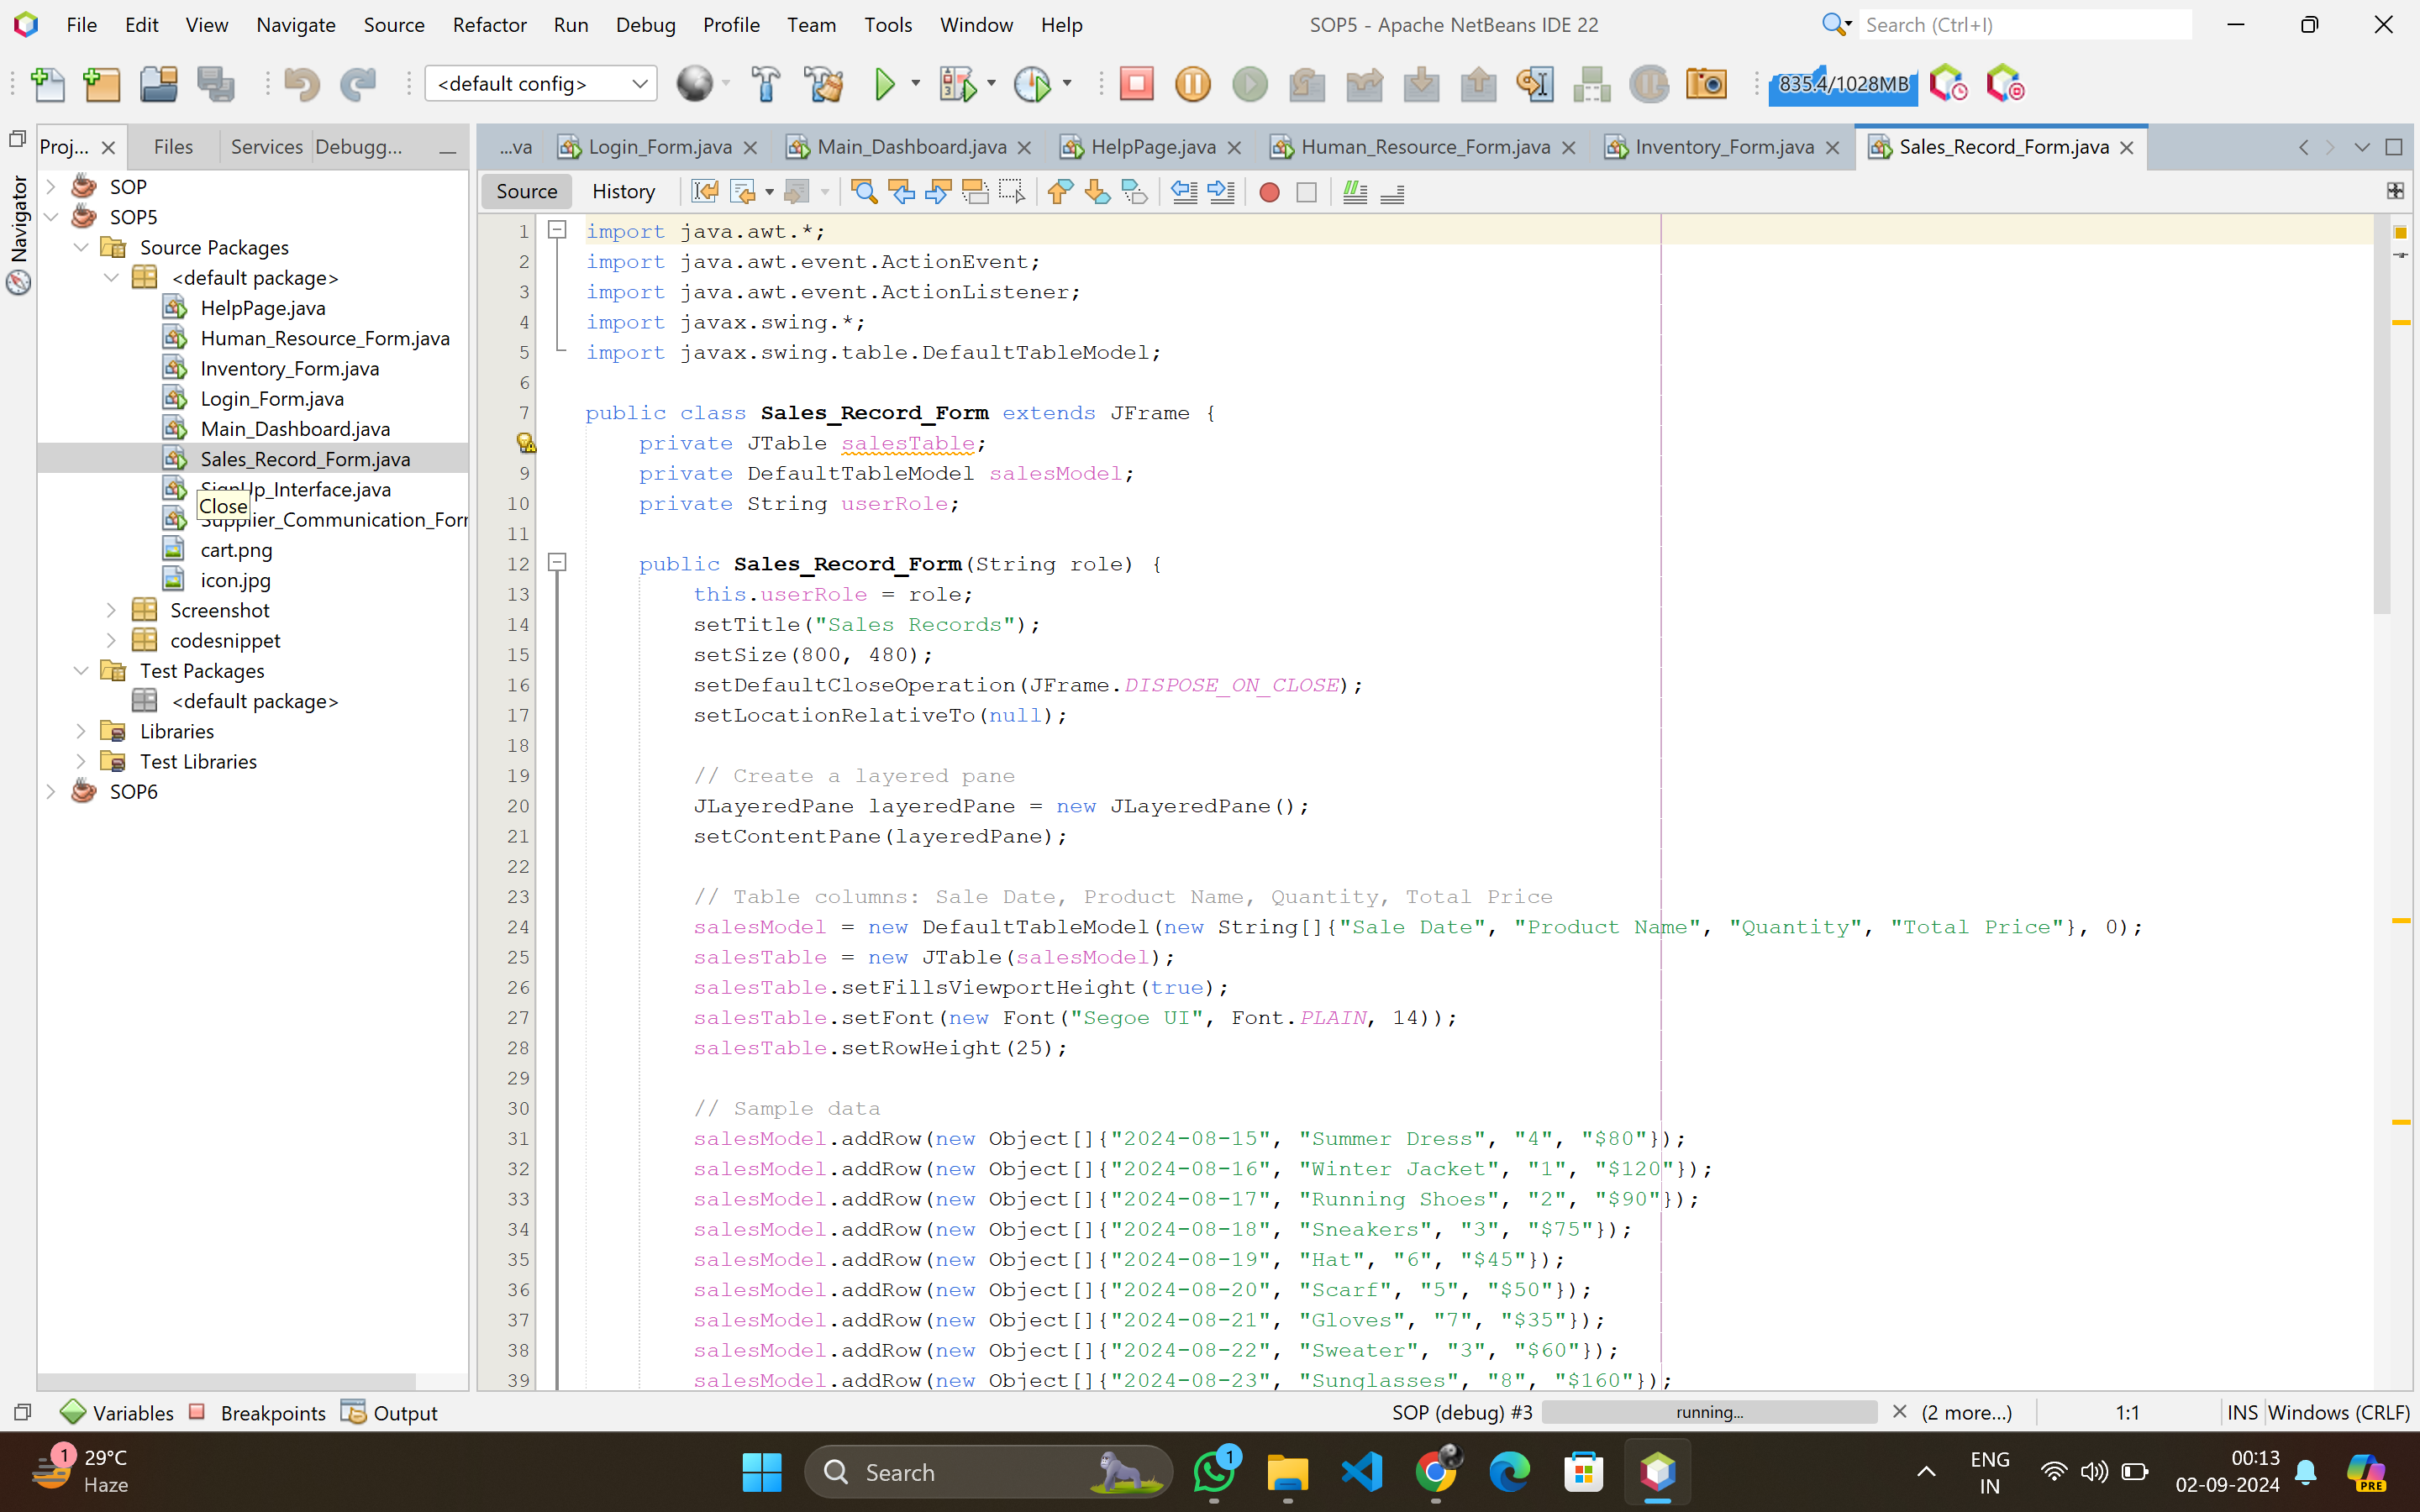 File Edit View Navigate Source Refactor Run Debug Profile Team Tools Window Help
SOP5 - Apache NetBeans IDE 22
Search (Ctrl+I)
<default config>
835.4/1028MB
Proj... Files Services Debugg...
...va Login_Form.java Main_Dashboard.java HelpPage.java Human_Resource_Form.java Inventory_Form.java Sales_Record_Form.java
Source History
Navigator
SOP
SOP5
Source Packages
<default package>
HelpPage.java
Human_Resource_Form.java
Inventory_Form.java
Login_Form.java
Main_Dashboard.java
Sales_Record_Form.java
SignUp_Interface.java
Close
Supplier_Communication_For
cart.png
icon.jpg
Screenshot
codesnippet
Test Packages
<default package>
Libraries
Test Libraries
SOP6
1 import java.awt.*;
2 import java.awt.event.ActionEvent;
3 import java.awt.event.ActionListener;
4 import javax.swing.*;
5 import javax.swing.table.DefaultTableModel;
6
7 public class Sales_Record_Form extends JFrame {
private JTable salesTable;
9 private DefaultTableModel salesModel;
10 private String userRole;
11
12 public Sales_Record_Form(String role) {
13 this.userRole = role;
14 setTitle("Sales Records");
15 setSize(800, 480);
16 setDefaultCloseOperation(JFrame.DISPOSE_ON_CLOSE);
17 setLocationRelativeTo(null);
18
19 // Create a layered pane
20 JLayeredPane layeredPane = new JLayeredPane();
21 setContentPane(layeredPane);
22
23 // Table columns: Sale Date, Product Name, Quantity, Total Price
24 salesModel = new DefaultTableModel(new String[]{"Sale Date", "Product Name", "Quantity", "Total Price"}, 0);
25 salesTable = new JTable(salesModel);
26 salesTable.setFillsViewportHeight(true);
27 salesTable.setFont(new Font("Segoe UI", Font.PLAIN, 14));
28 salesTable.setRowHeight(25);
29
30 // Sample data
31 salesModel.addRow(new Object[]{"2024-08-15", "Summer Dress", "4", "$80"});
32 salesModel.addRow(new Object[]{"2024-08-16", "Winter Jacket", "1", "$120"});
33 salesModel.addRow(new Object[]{"2024-08-17", "Running Shoes", "2", "$90"});
34 salesModel.addRow(new Object[]{"2024-08-18", "Sneakers", "3", "$75"});
35 salesModel.addRow(new Object[]{"2024-08-19", "Hat", "6", "$45"});
36 salesModel.addRow(new Object[]{"2024-08-20", "Scarf", "5", "$50"});
37 salesModel.addRow(new Object[]{"2024-08-21", "Gloves", "7", "$35"});
38 salesModel.addRow(new Object[]{"2024-08-22", "Sweater", "3", "$60"});
39 salesModel.addRow(new Object[]{"2024-08-23", "Sunglasses", "8", "$160"});
Variables Breakpoints Output
SOP (debug) #3 running... (2 more...) 1:1 INS Windows (CRLF)
1 29°C
Haze
Search
1
ENG
IN
00:13
02-09-2024
PRE